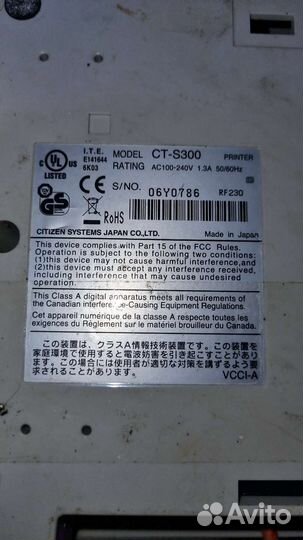 I.T.E.
E141644
6K03
c UL US
LISTED
MODEL CT-S300 PRINTER
RATING AC100-240V 1.3A 50/60Hz
CE
S/NO. 06Y0786 RF230
GS
RoHS
CITIZEN SYSTEMS JAPAN CO.,LTD. Made in Japan
This device complies with Part 15 of the FCC Rules.
Operation is subject to the following two conditions:
(1)this device may not cause harmful interference,and
(2)this device must accept any interference received,
including interference that may cause undesired
operation.
This Class A digital apparatus meets all requirements of
the Canadian Interference-Causing Equipment Regulations.
Cet appareil numérique de la classe A respecte toutes les
exigences du Règlement sur le matériel brouilleur du Canada.
この装置は、クラスA情報技術装置です。この装置を
家庭環境で使用すると電波妨害を引き起こすことがあり
ます。この場合には使用者が適切な対策を講ずるよう要
求されることがあります。
VCCI-A
Avito